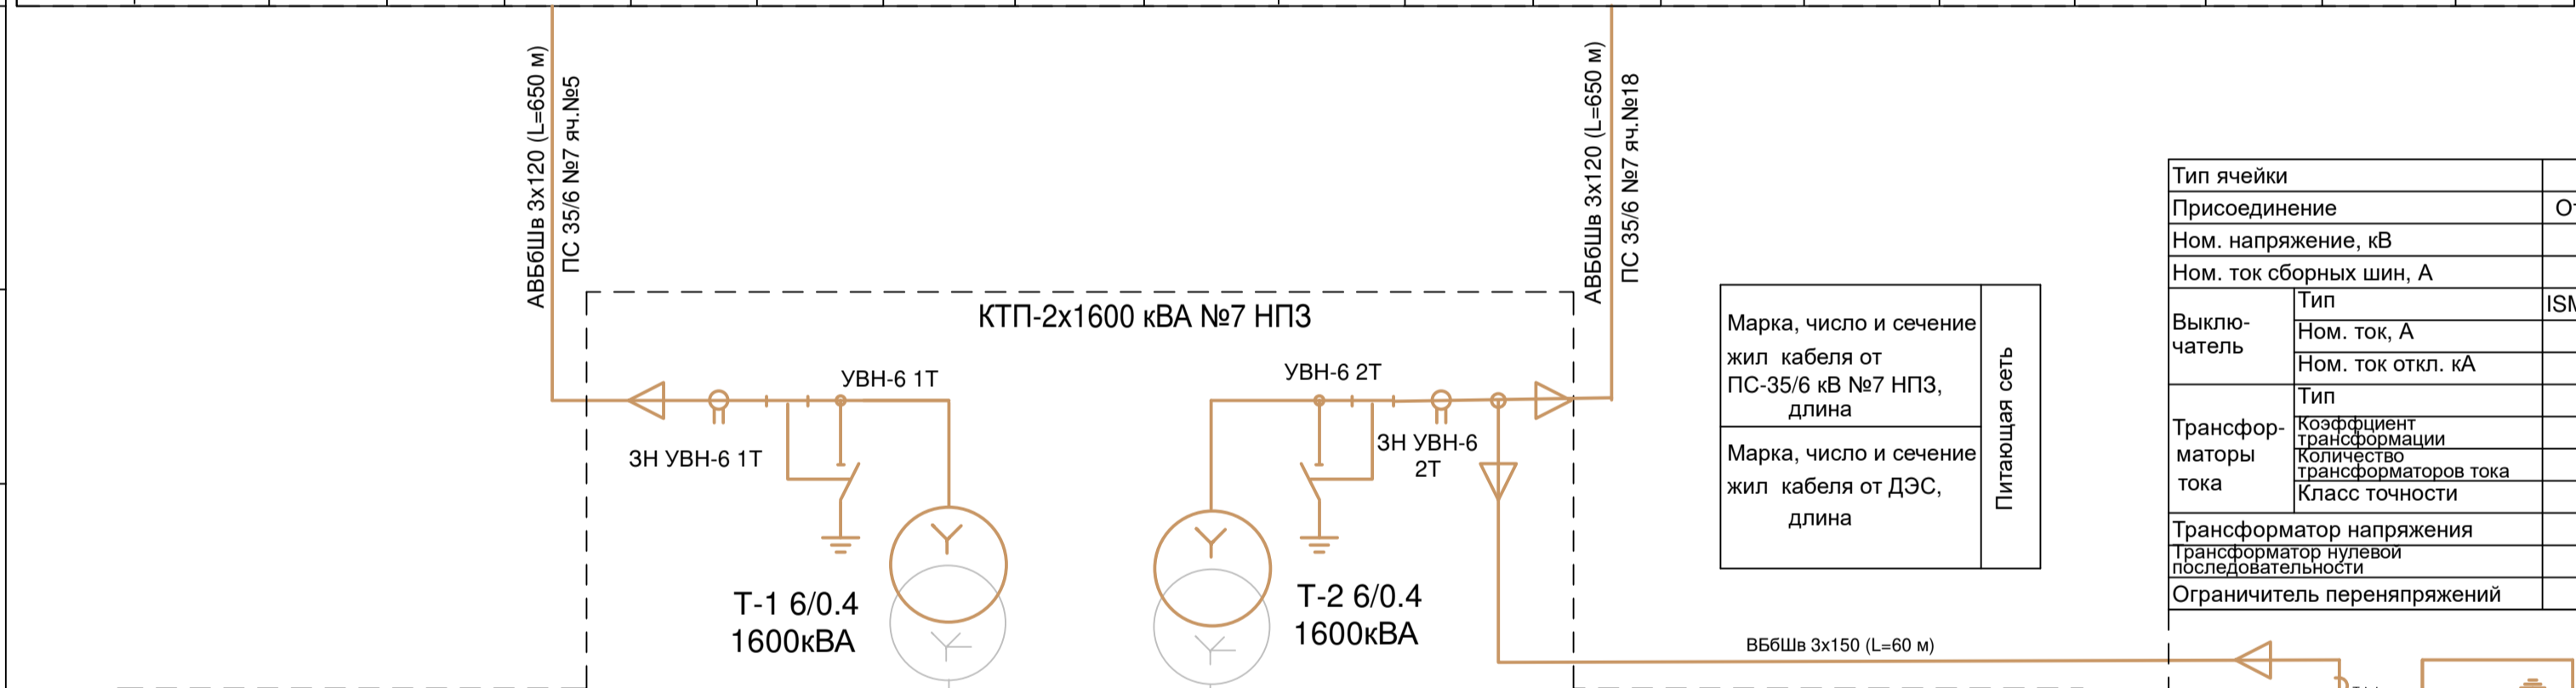 АВБбШв 3х120 (L=650 м)
ПС 35/6 №7 яч.№5
АВБбШв 3х120 (L=650 м)
ПС 35/6 №7 яч.№18
КТП-2х1600 кВА №7 НПЗ
УВН-6 1Т
ЗН УВН-6 1Т
УВН-6 2Т
ЗН УВН-6
2Т
Т-1 6/0.4
1600кВА
Т-2 6/0.4
1600кВА
Марка, число и сечение
жил кабеля от
ПС-35/6 кВ №7 НПЗ,
длина
Марка, число и сечение
жил кабеля от ДЭС,
длина
Питающая сеть
ВБбШв 3х150 (L=60 м)
Тип ячейки
Присоединение
Ном. напряжение, кВ
Ном. ток сборных шин, А
Выклю-
чатель
Тип
Ном. ток, А
Ном. ток откл. кА
Трансфор-
маторы
тока
Тип
Коэффциент
трансформации
Количество
трансформаторов тока
Класс точности
Трансформатор напряжения
Трансформатор нулевой
последовательности
Ограничитель переняпряжений